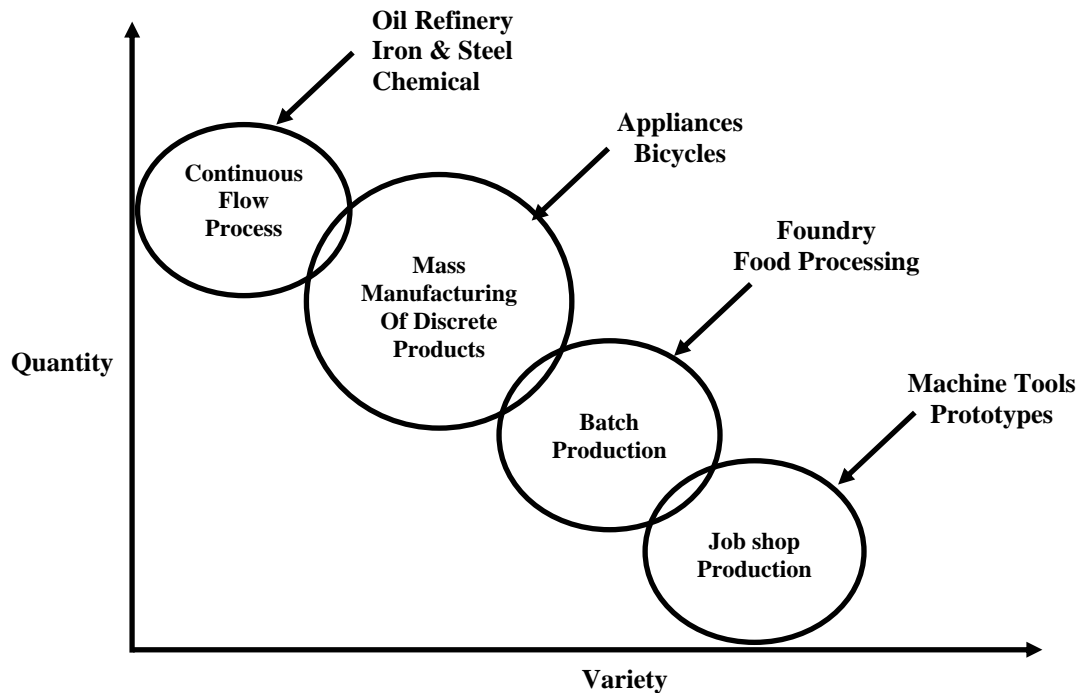 Oil Refinery
Iron & Steel
Chemical
Appliances
Bicycles
Continuous
Flow
Process
Foundry
Food Processing
Mass
Manufacturing
Of Discrete
Products
Quantity
Machine Tools
Prototypes
Batch
Production
Job shop
Production
Variety